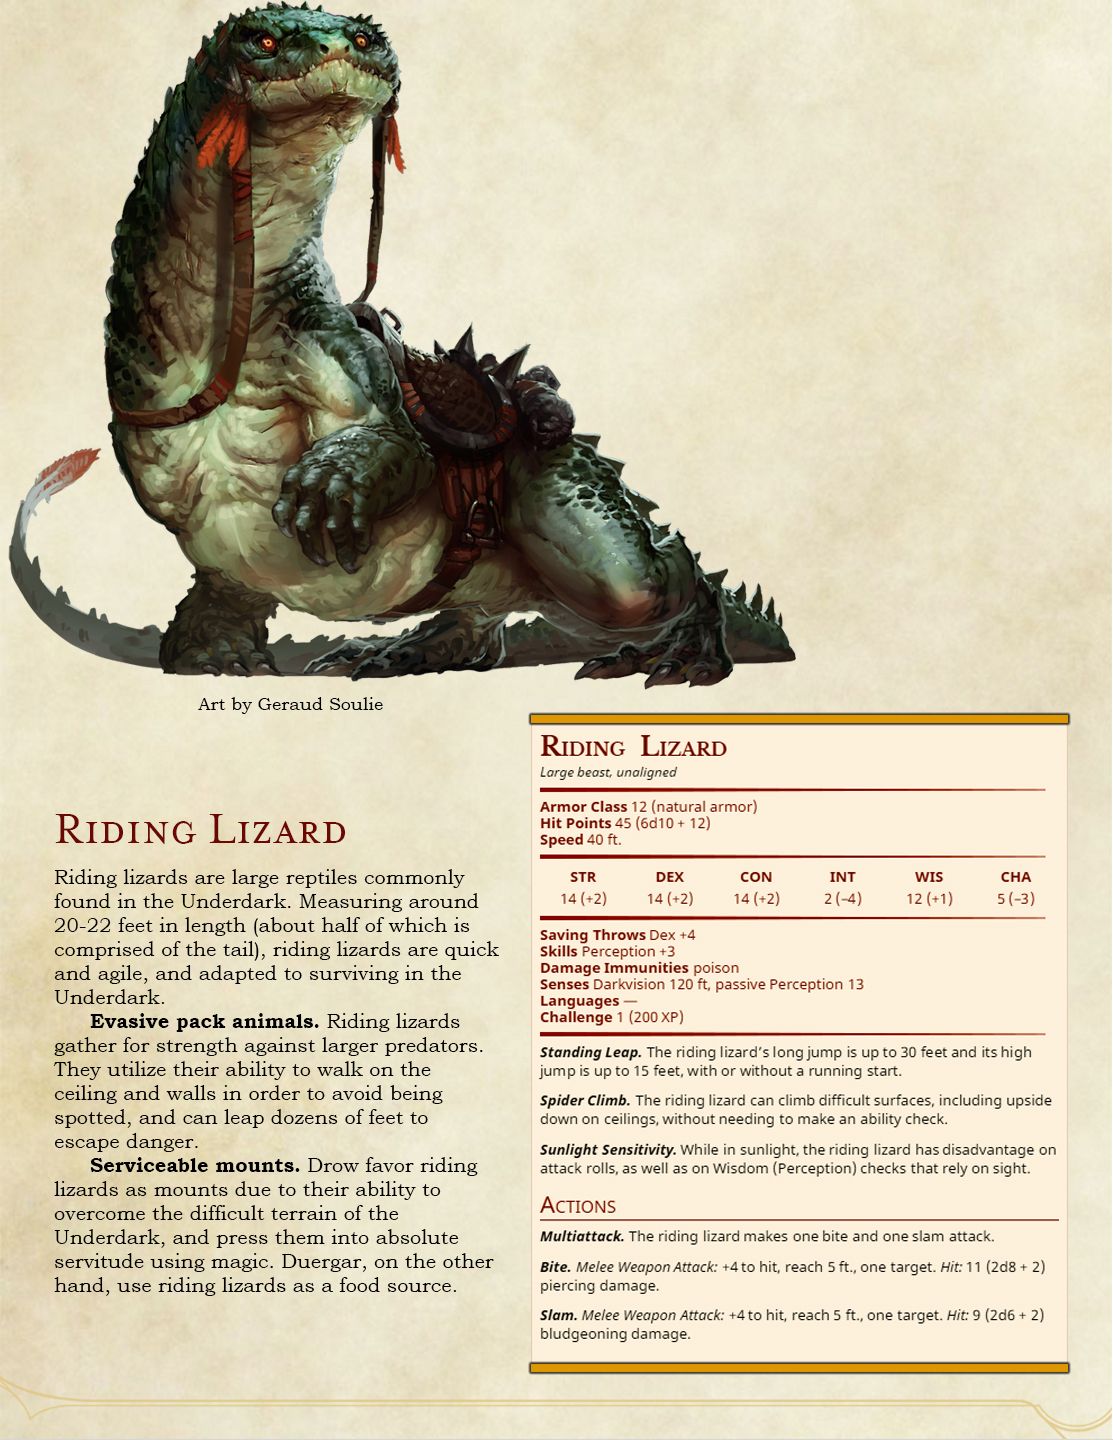 Art by Geraud Soulie
Riding Lizard
Riding lizards are large reptiles commonly
found in the Underdark. Measuring around
20-22 feet in length (about half of which is
comprised of the tail), riding lizards are quick
and agile, and adapted to surviving in the
Underdark.
Evasive pack animals. Riding lizards
gather for strength against larger predators.
They utilize their ability to walk on the
ceiling and walls in order to avoid being
spotted, and can leap dozens of feet to
escape danger.
Serviceable mounts. Drow favor riding
lizards as mounts due to their ability to
overcome the difficult terrain of the
Underdark, and press them into absolute
servitude using magic. Duergar, on the other
hand, use riding lizards as a food source.
Riding Lizard
Large beast, unaligned
Armor Class 12 (natural armor)
Hit Points 45 (6d10 + 12)
Speed 40 ft.
STR DEX CON INT WIS CHA
14 (+2) 14 (+2) 14 (+2) 2 (–4) 12 (+1) 5 (–3)
Saving Throws Dex +4
Skills Perception +3
Damage Immunities poison
Senses Darkvision 120 ft, passive Perception 13
Languages —
Challenge 1 (200 XP)
Standing Leap. The riding lizard's long jump is up to 30 feet and its high
jump is up to 15 feet, with or without a running start.
Spider Climb. The riding lizard can climb difficult surfaces, including upside
down on ceilings, without needing to make an ability check.
Sunlight Sensitivity. While in sunlight, the riding lizard has disadvantage on
attack rolls, as well as on Wisdom (Perception) checks that rely on sight.
Actions
Multiattack. The riding lizard makes one bite and one slam attack.
Bite. Melee Weapon Attack: +4 to hit, reach 5 ft., one target. Hit: 11 (2d8 + 2)
piercing damage.
Slam. Melee Weapon Attack: +4 to hit, reach 5 ft., one target. Hit: 9 (2d6 + 2)
bludgeoning damage.